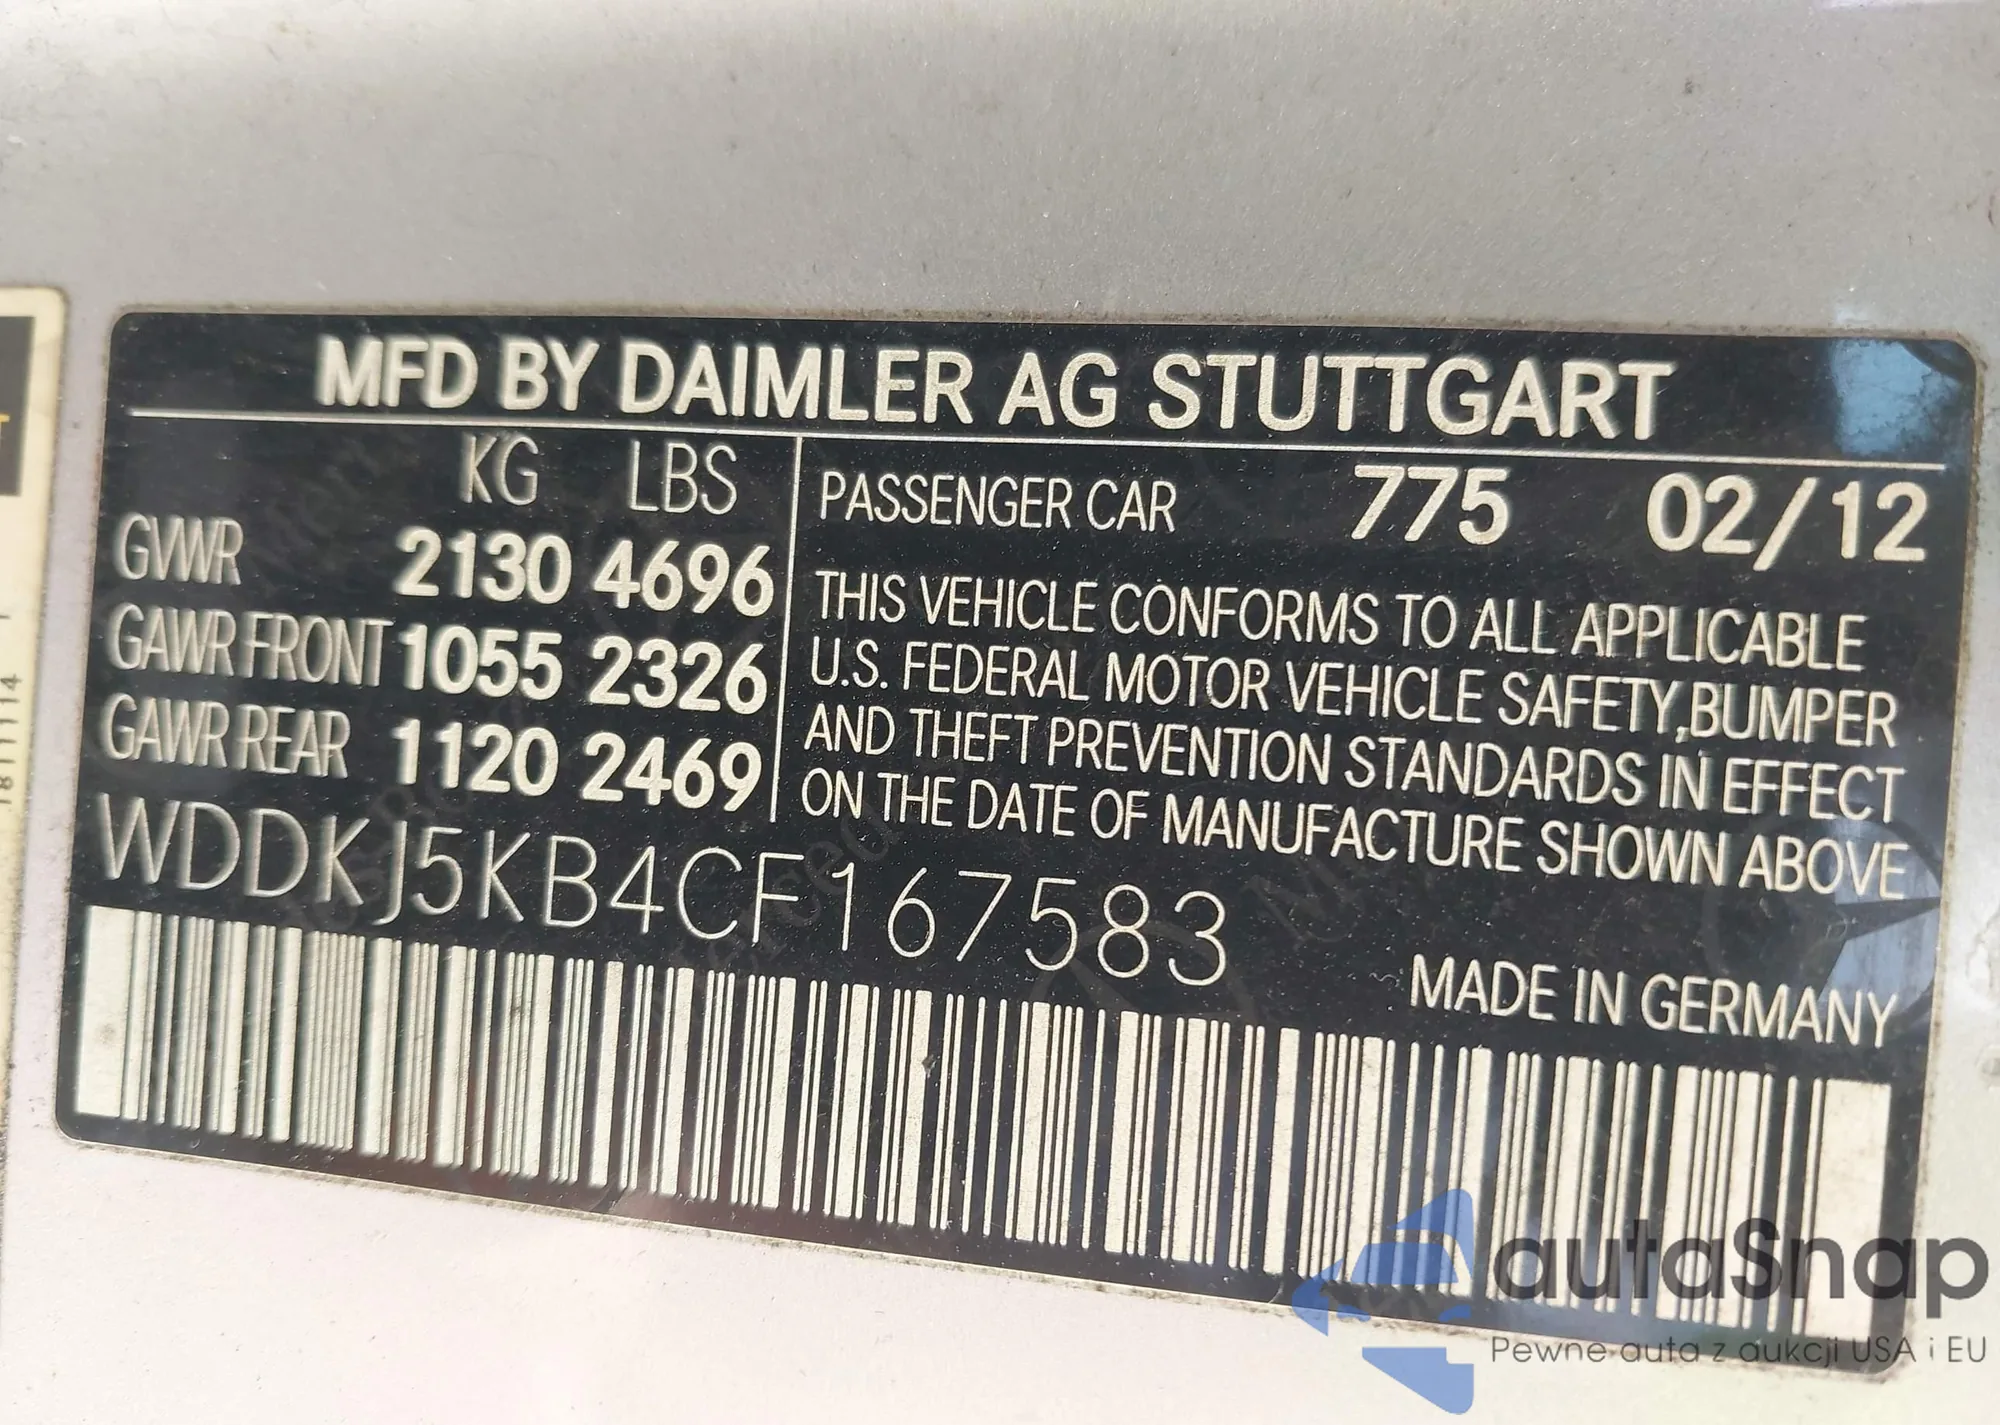 MFD BY DAIMLER AG STUTTGART
KG LBS
GVWR 2130 4696
GAWR FRONT 1055 2326
GAWR REAR 1120 2469
PASSENGER CAR 775 02/12
THIS VEHICLE CONFORMS TO ALL APPLICABLE
U.S. FEDERAL MOTOR VEHICLE SAFETY,BUMPER
AND THEFT PREVENTION STANDARDS IN EFFECT
ON THE DATE OF MANUFACTURE SHOWN ABOVE
WDDKJ5KB4CF167583
MADE IN GERMANY
autaSnap
Pewne auta z aukcji USA i EU